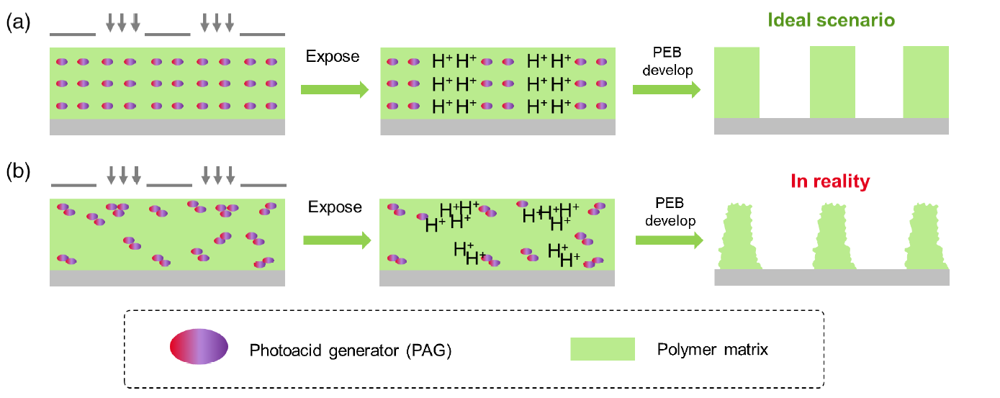 (a)
Ideal scenario
Expose
PEB
develop
H⁺ H⁺ H⁺ H⁺
H⁺ H⁺ H⁺ H⁺
H⁺ H⁺ H⁺ H⁺
(b)
In reality
Expose
PEB
develop
H⁺ H⁺ H⁺ H⁺ H⁺
H⁺ H⁺ H⁺
H⁺ H⁺
H⁺ H⁺
Photoacid generator (PAG)
Polymer matrix